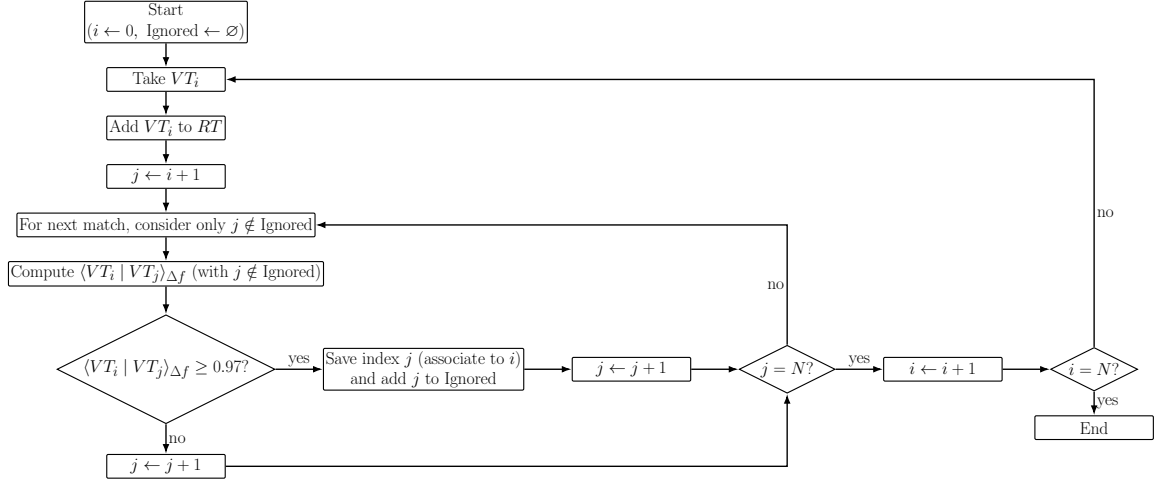 Start
(i ← 0, Ignored ← ∅)
Take VT_i
Add VT_i to RT
j ← i + 1
For next match, consider only j ∉ Ignored
Compute ⟨VT_i | VT_j⟩_Δf (with j ∉ Ignored)
⟨VT_i | VT_j⟩_Δf ≥ 0.97?
yes
Save index j (associate to i)
and add j to Ignored
j ← j + 1
j = N?
yes
i ← i + 1
i = N?
no
no
yes
End
no
j ← j + 1